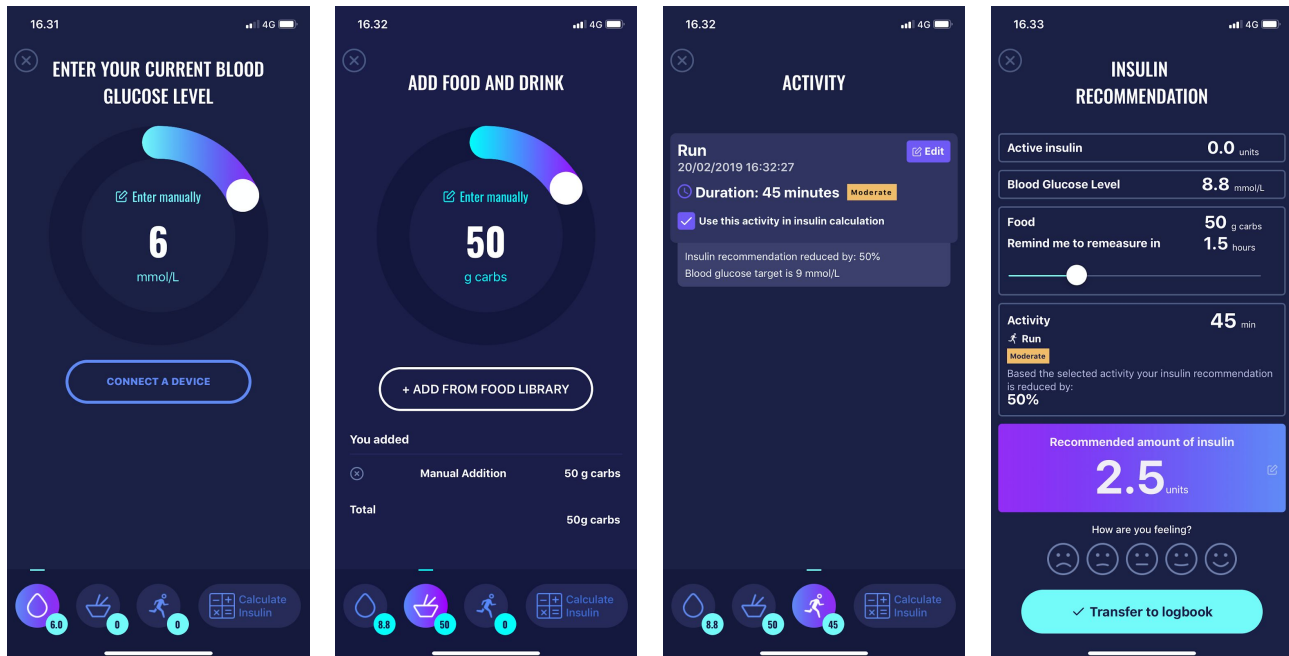 16.31
4G
ENTER YOUR CURRENT BLOOD
GLUCOSE LEVEL
Enter manually
6
mmol/L
CONNECT A DEVICE
6.0
0
0
Calculate
Insulin
16.32
4G
ADD FOOD AND DRINK
Enter manually
50
g carbs
+ ADD FROM FOOD LIBRARY
You added
Manual Addition 50 g carbs
Total
50g carbs
8.8
50
0
Calculate
Insulin
16.32
4G
ACTIVITY
Run
Edit
20/02/2019 16:32:27
Duration: 45 minutes Moderate
Use this activity in insulin calculation
Insulin recommendation reduced by: 50%
Blood glucose target is 9 mmol/L
8.8
50
45
Calculate
Insulin
16.33
4G
INSULIN
RECOMMENDATION
Active insulin 0.0 units
Blood Glucose Level 8.8 mmol/L
Food 50 g carbs
Remind me to remeasure in 1.5 hours
Activity 45 min
Run
Moderate
Based the selected activity your insulin recommendation
is reduced by:
50%
Recommended amount of insulin
2.5 units
How are you feeling?
Transfer to logbook